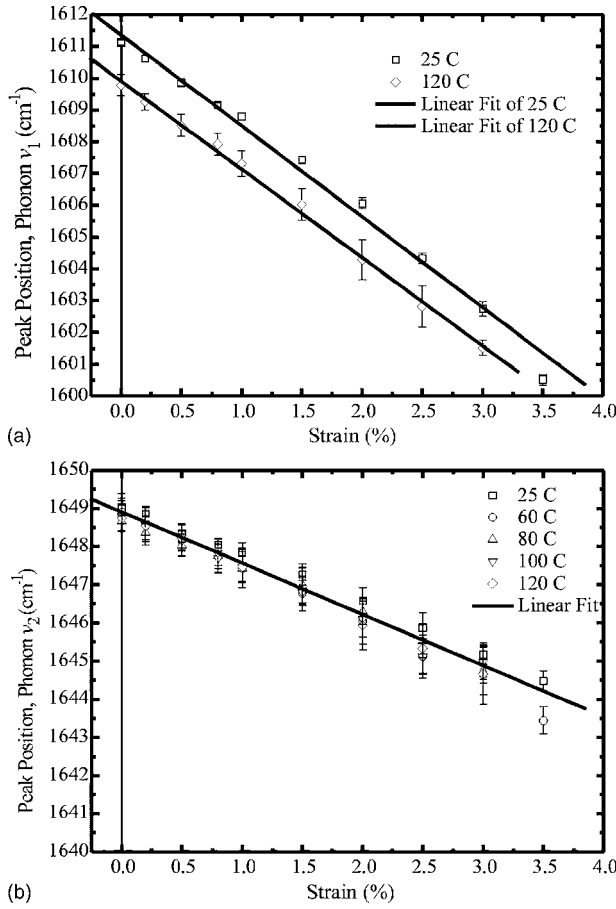 1612
1611
1610
1609
1608
1607
1606
1605
1604
1603
1602
1601
1600
Peak Position, Phonon ν1 (cm-1)
25 C
120 C
Linear Fit of 25 C
Linear Fit of 120 C
0.0 0.5 1.0 1.5 2.0 2.5 3.0 3.5 4.0
(a)
Strain (%)
1650
1649
1648
1647
1646
1645
1644
1643
1642
1641
1640
Peak Position, Phonon ν2 (cm-1)
25 C
60 C
80 C
100 C
120 C
Linear Fit
0.0 0.5 1.0 1.5 2.0 2.5 3.0 3.5 4.0
(b)
Strain (%)